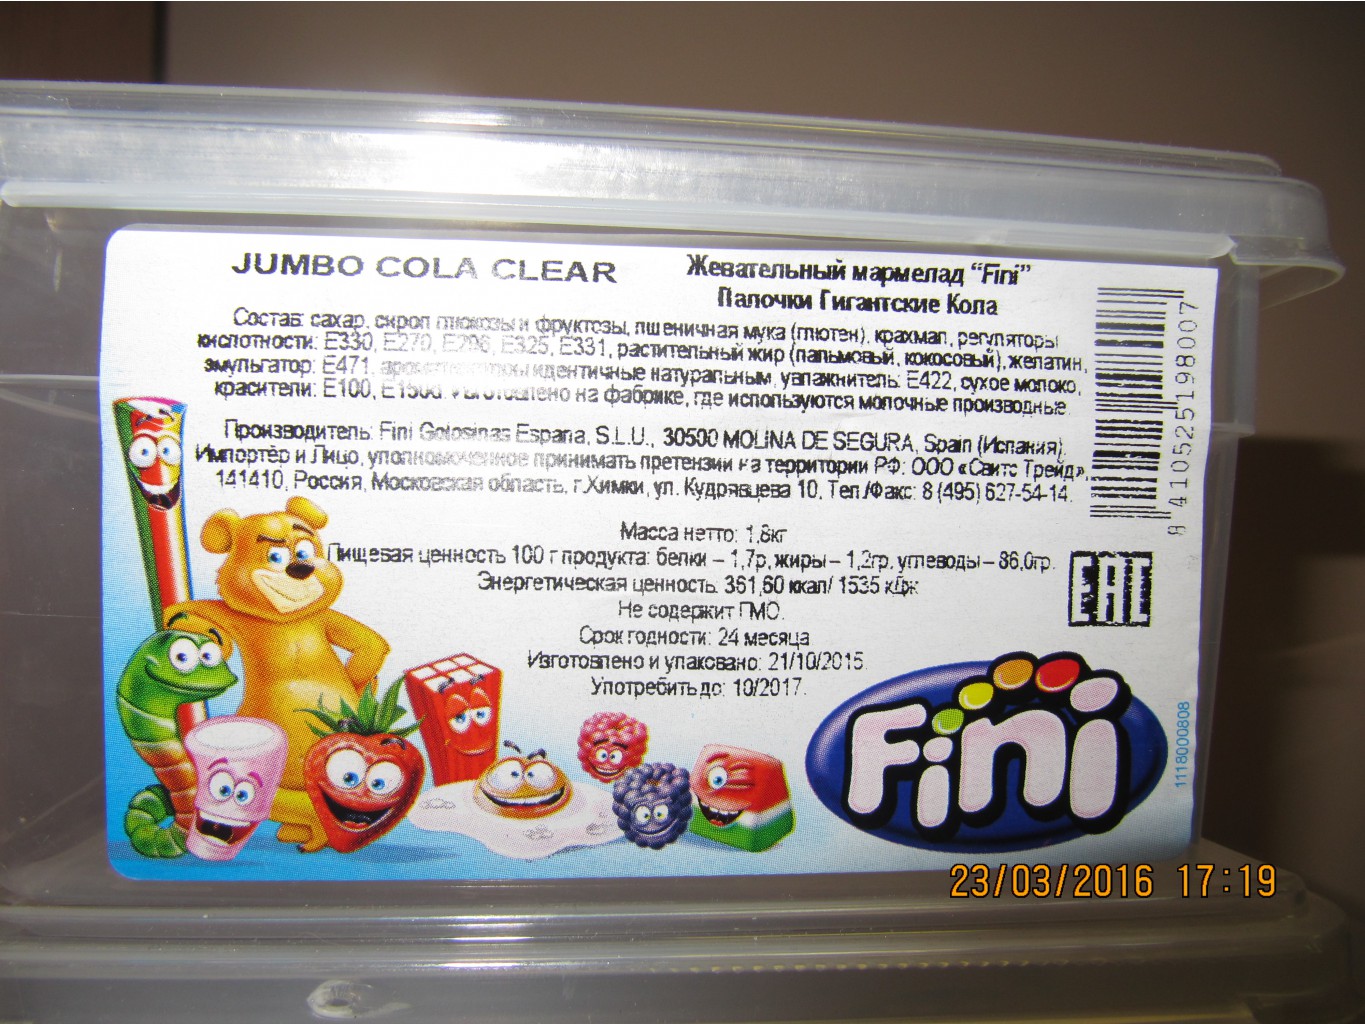 JUMBO COLA CLEAR
Жевательный мармелад "Fini"
Палочки Гигантские Кола
Состав: сахар, сироп глюкозы и фруктозы, пшеничная мука (глютен), крахмал, регуляторы
кислотности: E330, E270, E296, E325, E331, растительный жир (пальмовый, кокосовый), желатин,
эмульгатор: E471, идентичные натуральным, увлажнитель: E422, сухое молоко,
красители: E100, E150d. Изготовлено на фабрике, где используются молочные производные.
Производитель: Fini Golosinas Espana, S.L.U., 30500 MOLINA DE SEGURA, Spain (Испания).
Импортёр и Лицо, уполномоченное принимать претензии на территории РФ: ООО «Свитс Трейд»,
141410, Россия, Московская область, г.Химки, ул. Кудрявцева 10, Тел./Факс: 8 (495) 627-54-14.
Масса нетто: 1,8кг
Пищевая ценность 100 г продукта: белки – 1,7р, жиры – 1,2гр, углеводы – 86,0гр.
Энергетическая ценность: 361,60 ккал/ 1535 кДж
Не содержит ГМО.
Срок годности: 24 месяца.
Изготовлено и упаковано: 21/10/2015.
Употребить до: 10/2017.
8 410525 198007
EAC
Fini
1118000808
23/03/2016 17:19